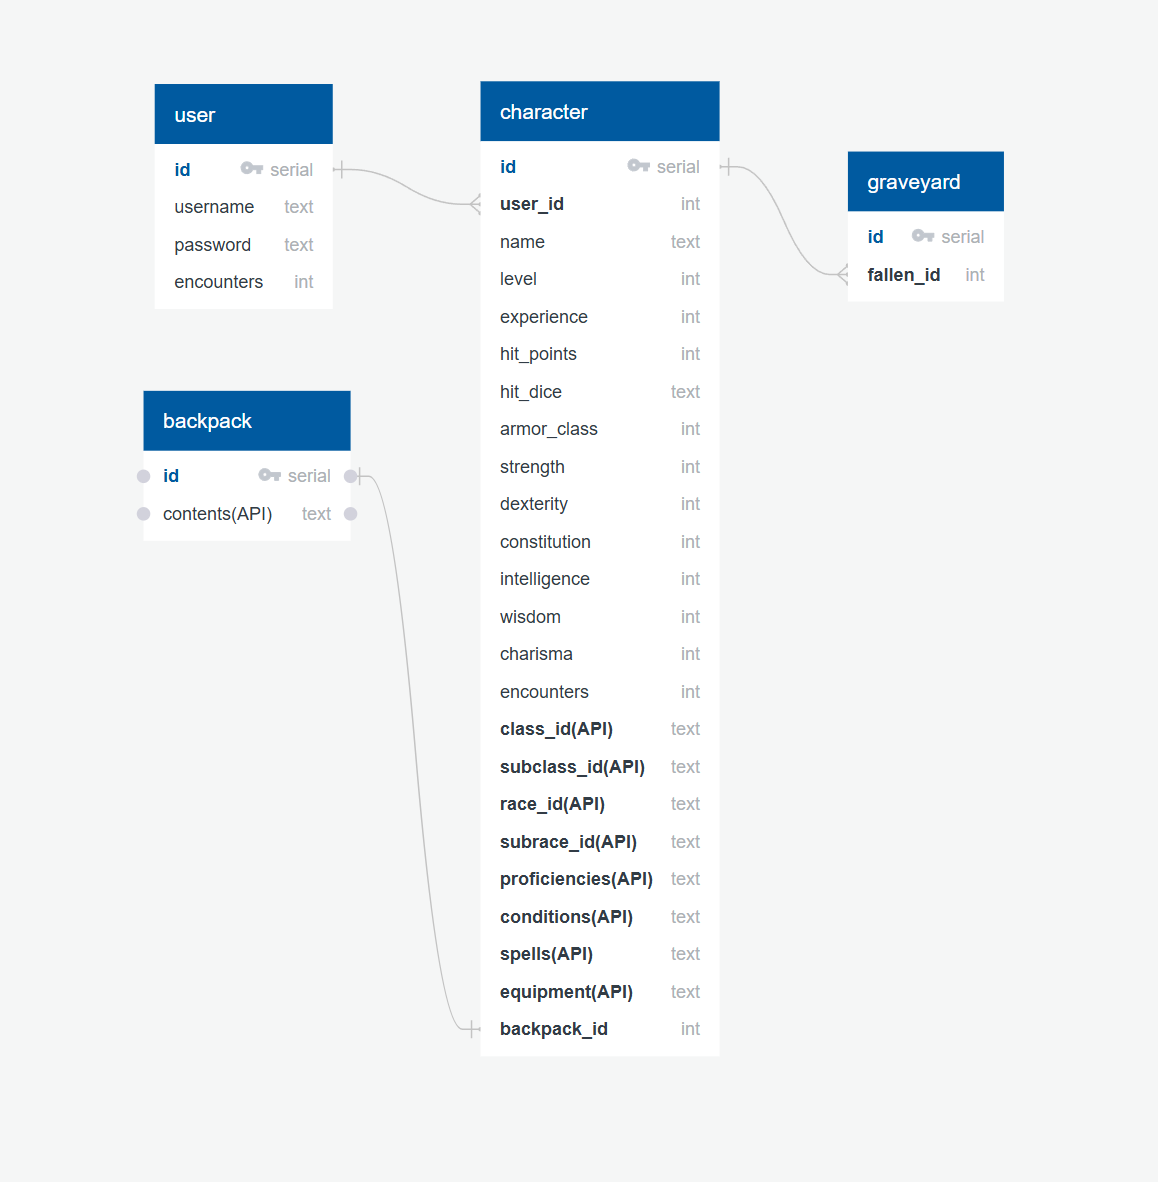 user
id serial
username text
password text
encounters int
character
id serial
user_id int
name text
level int
experience int
hit_points int
hit_dice text
armor_class int
strength int
dexterity int
constitution int
intelligence int
wisdom int
charisma int
encounters int
class_id(API) text
subclass_id(API) text
race_id(API) text
subrace_id(API) text
proficiencies(API) text
conditions(API) text
spells(API) text
equipment(API) text
backpack_id int
graveyard
id serial
fallen_id int
backpack
id serial
contents(API) text